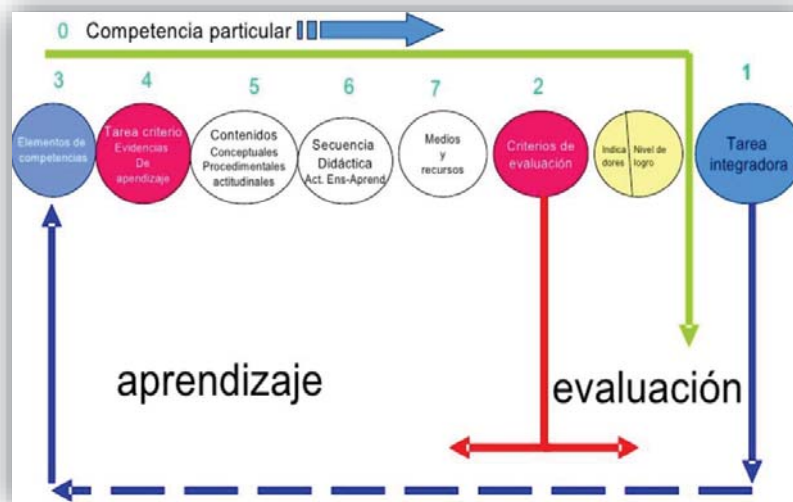 0 Competencia particular
3
4
5
6
7
2
1
Elementos de
competencias
Tarea criterio
Evidencias
De
aprendizaje
Contenidos
Conceptuales
Procedimentales
actitudinales
Secuencia
Didáctica
Act. Ens-Aprend
Medios
y
recursos
Criterios de
evaluación
Indica
dores
Nivel de
logro
Tarea
integradora
aprendizaje
evaluación